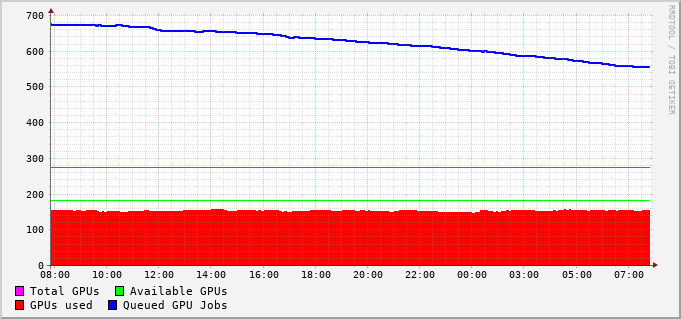 700
600
500
400
300
200
100
0
08:00 10:00 12:00 14:00 16:00 18:00 20:00 22:00 00:00 03:00 05:00 07:00
Total GPUs Available GPUs
GPUs used Queued GPU Jobs
RRDTOOL / TOBI OETIKER